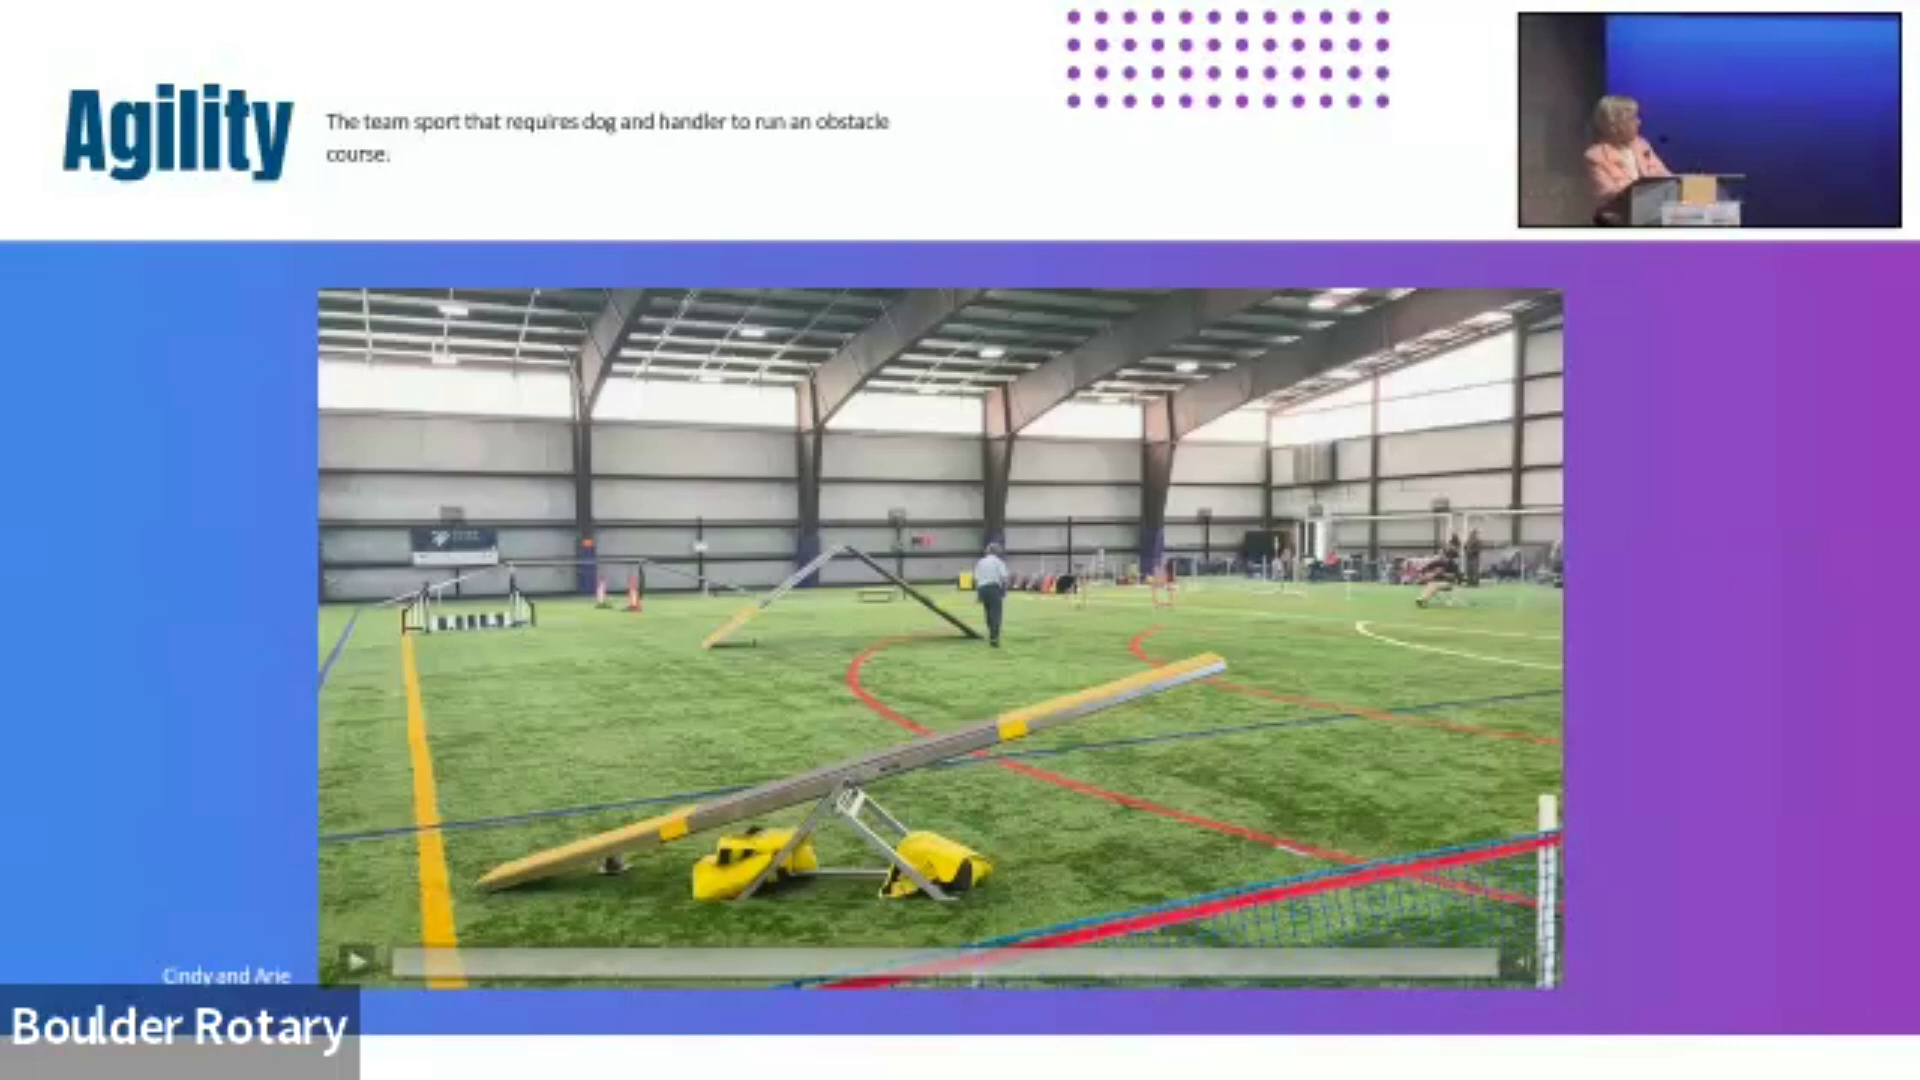 Agility
The team sport that requires dog and handler to run an obstacle
course.
Cindy and Arie
Boulder Rotary